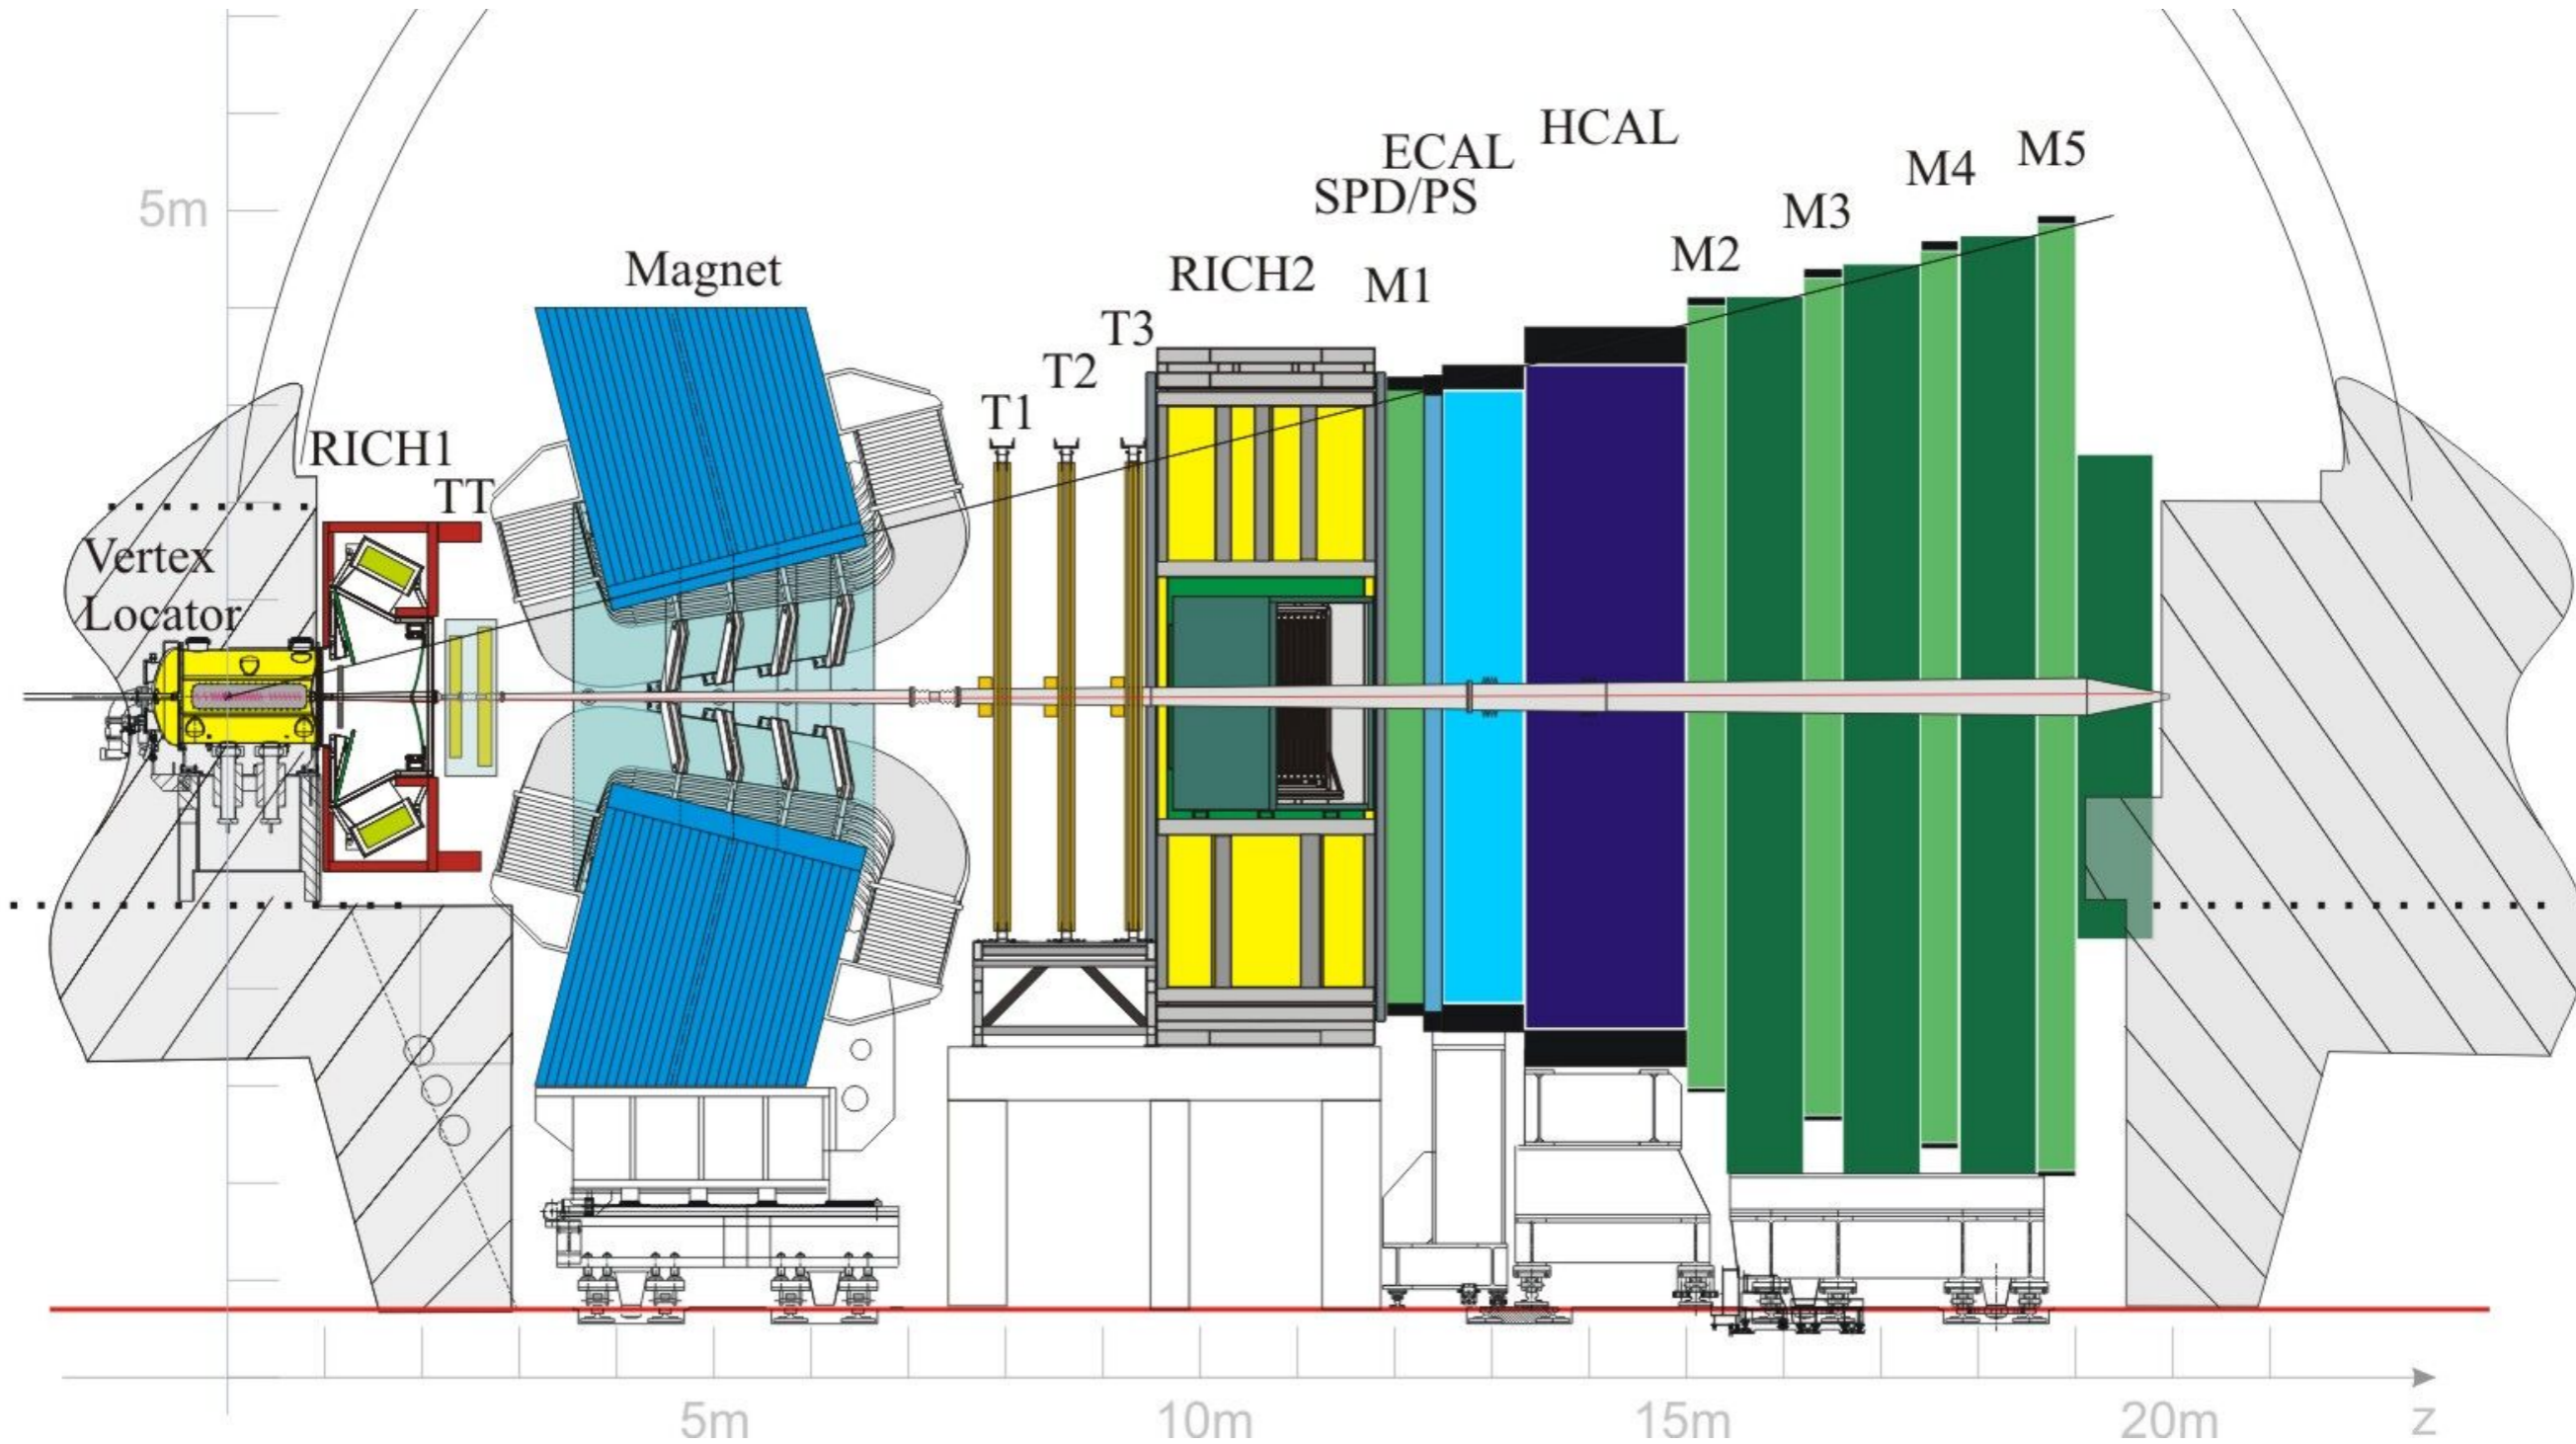 HCAL
ECAL
SPD/PS
M5
M4
M3
M2
M1
5m
Magnet
RICH2
T3
T2
T1
RICH1
TT
Vertex
Locator
5m
10m
15m
20m
z